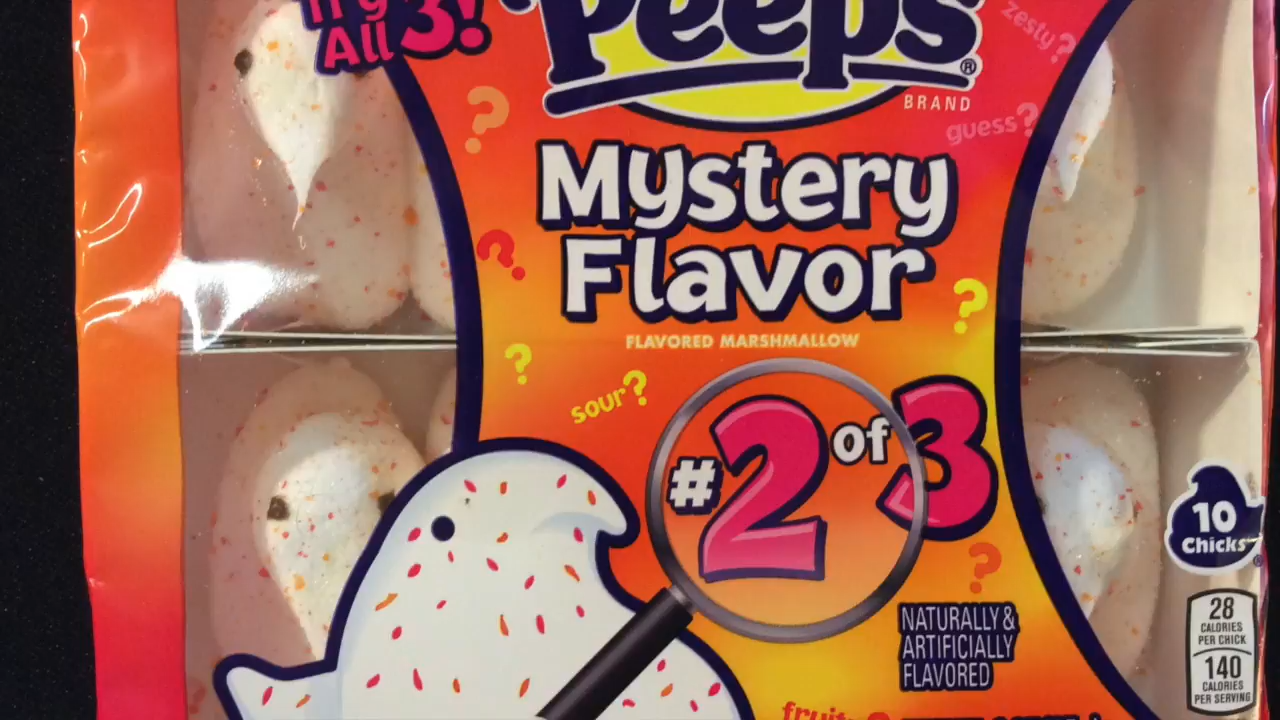 Try
All 3!
Peeps®
BRAND
zesty?
guess?
Mystery
Flavor
FLAVORED MARSHMALLOW
sour?
#2 of 3
10
Chicks
NATURALLY &
ARTIFICIALLY
FLAVORED
28
CALORIES
PER CHICK
140
CALORIES
PER SERVING